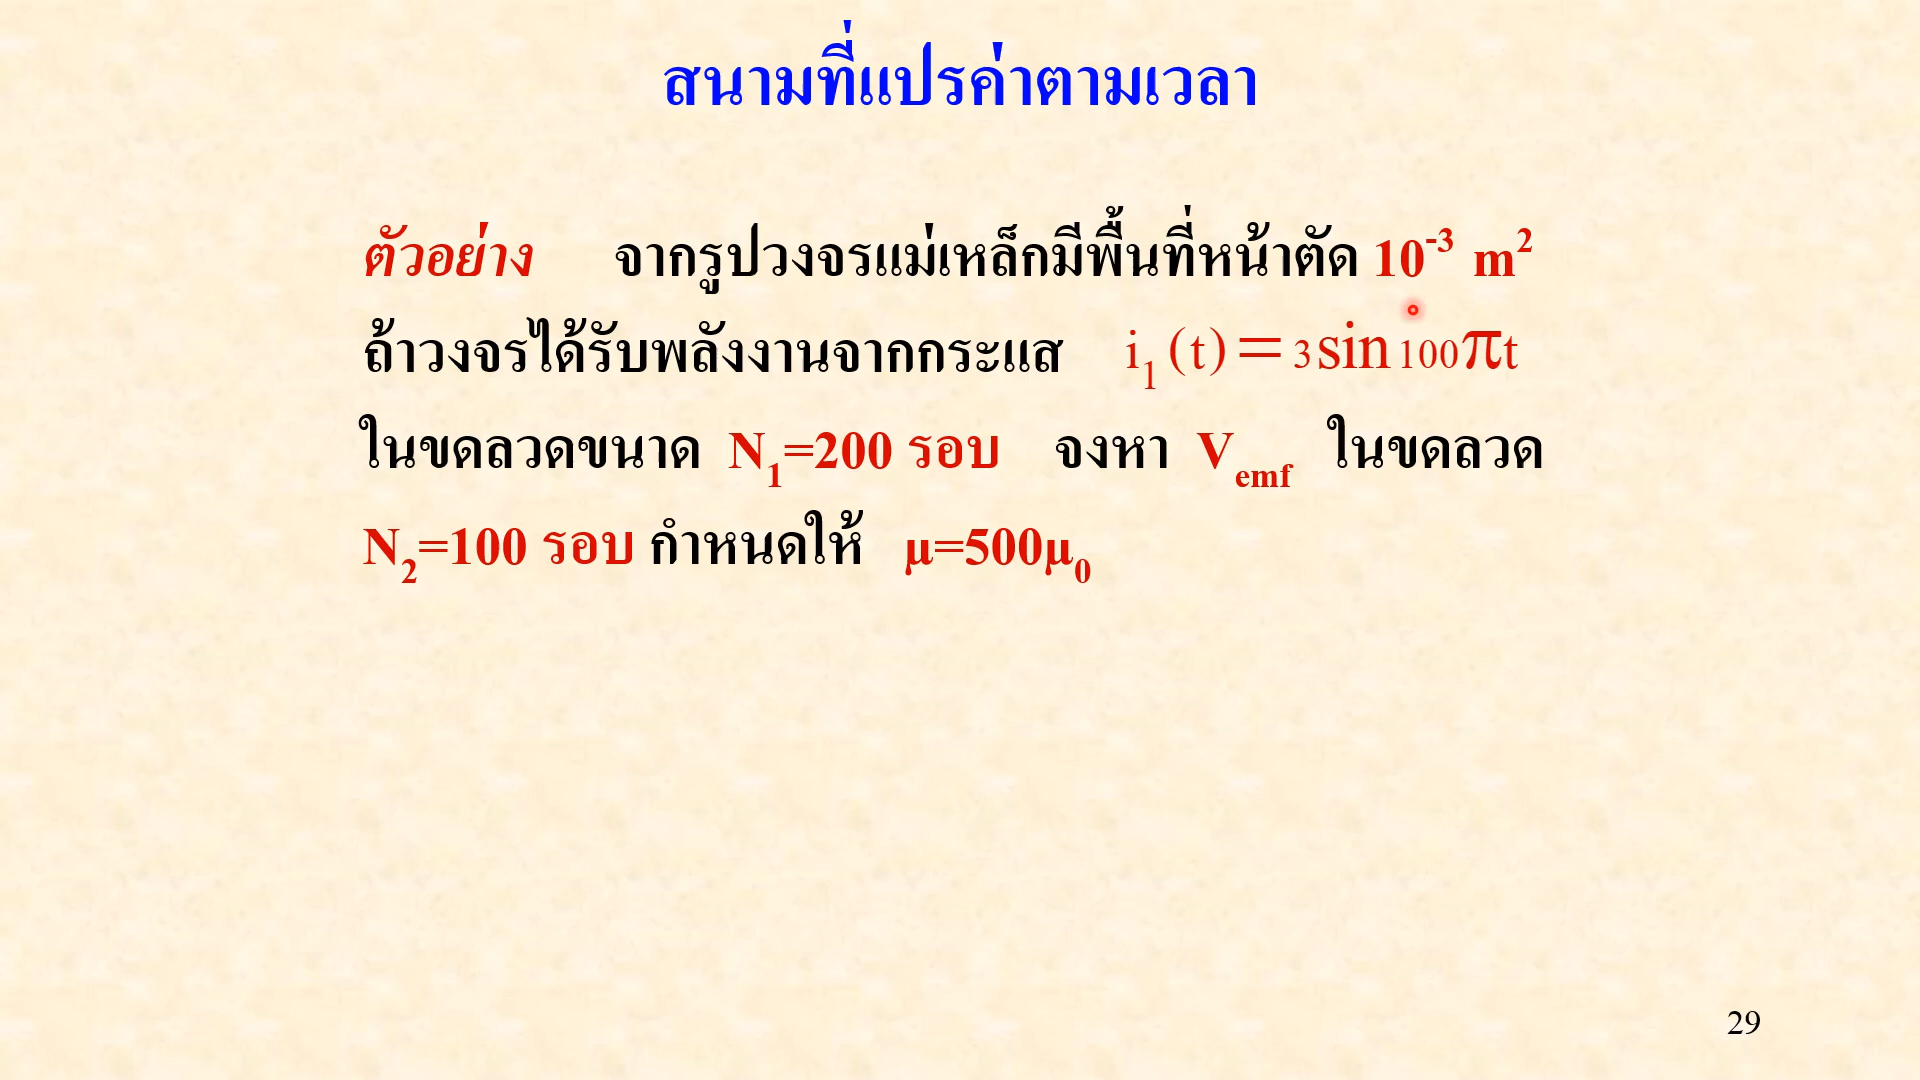 สนามที่แปรค่าตามเวลา
ตัวอย่าง จากรูปวงจรแม่เหล็กมีพื้นที่หน้าตัด 10⁻³ m²
ถ้าวงจรได้รับพลังงานจากกระแส i₁(t)=3sin100πt
ในขดลวดขนาด N₁=200 รอบ จงหา Vemf ในขดลวด
N₂=100 รอบ กำหนดให้ μ=500μ₀
29